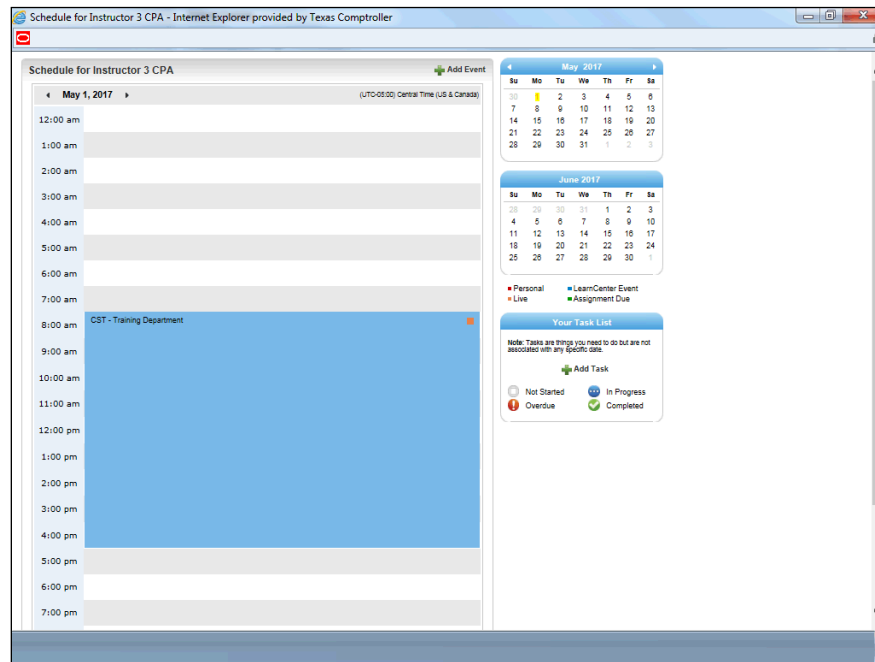 Schedule for Instructor 3 CPA - Internet Explorer provided by Texas Comptroller
Schedule for Instructor 3 CPA
Add Event
May 1, 2017
(UTC-05:00) Central Time (US & Canada)
12:00 am
1:00 am
2:00 am
3:00 am
4:00 am
5:00 am
6:00 am
7:00 am
8:00 am CST - Training Department
9:00 am
10:00 am
11:00 am
12:00 pm
1:00 pm
2:00 pm
3:00 pm
4:00 pm
5:00 pm
6:00 pm
7:00 pm
May 2017
Su Mo Tu We Th Fr Sa
30 1 2 3 4 5 6
7 8 9 10 11 12 13
14 15 16 17 18 19 20
21 22 23 24 25 26 27
28 29 30 31 1 2 3
June 2017
Su Mo Tu We Th Fr Sa
28 29 30 31 1 2 3
4 5 6 7 8 9 10
11 12 13 14 15 16 17
18 19 20 21 22 23 24
25 26 27 28 29 30 1
Personal LearnCenter Event
Live Assignment Due
Your Task List
Note: Tasks are things you need to do but are not
associated with any specific date.
Add Task
Not Started In Progress
Overdue Completed